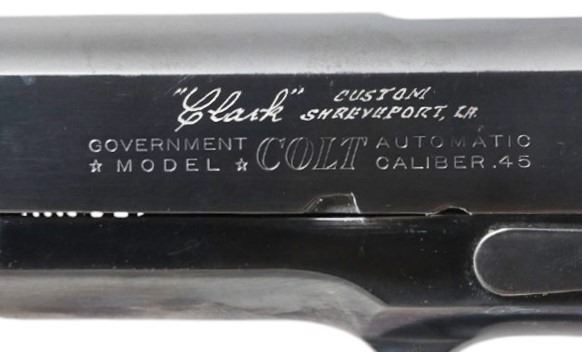 "Clark" CUSTOM
SHREVEPORT, LA.
GOVERNMENT COLT AUTOMATIC
★ MODEL ★ CALIBER .45